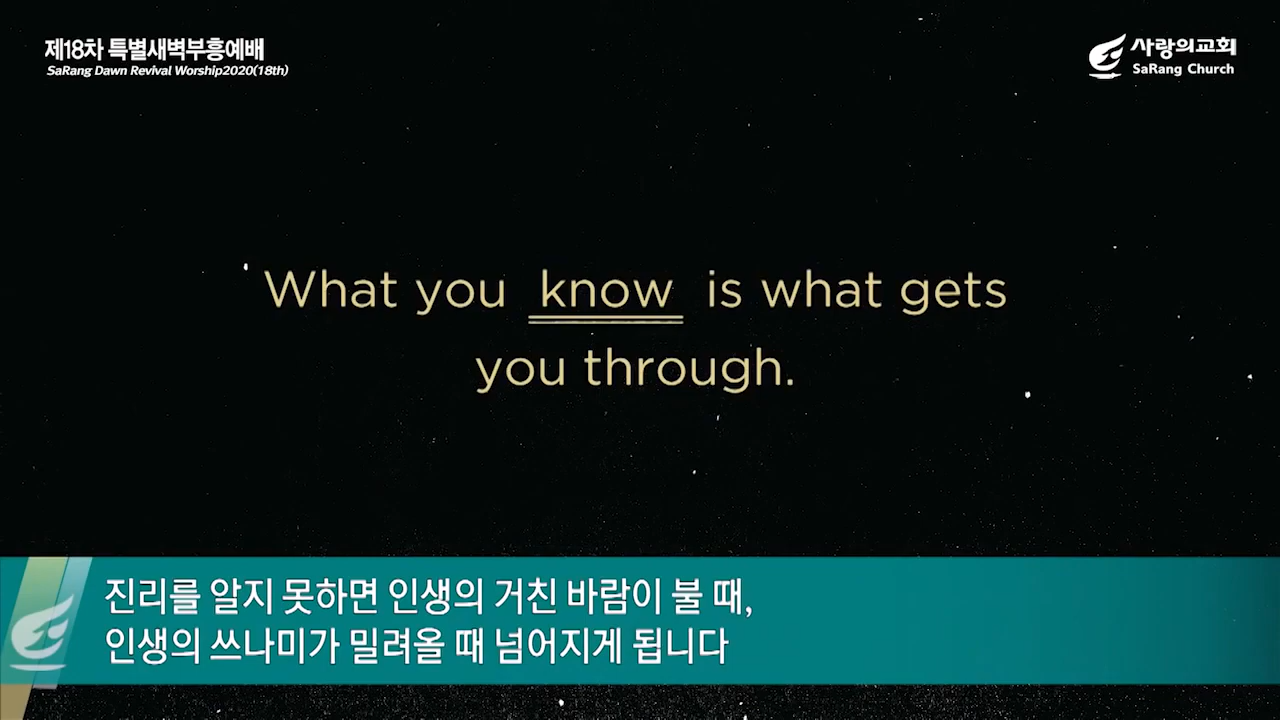 제18차 특별새벽부흥예배
SaRang Dawn Revival Worship2020(18th)
사랑의교회
SaRang Church
What you know is what gets
you through.
진리를 알지 못하면 인생의 거친 바람이 불 때,
인생의 쓰나미가 밀려올 때 넘어지게 됩니다